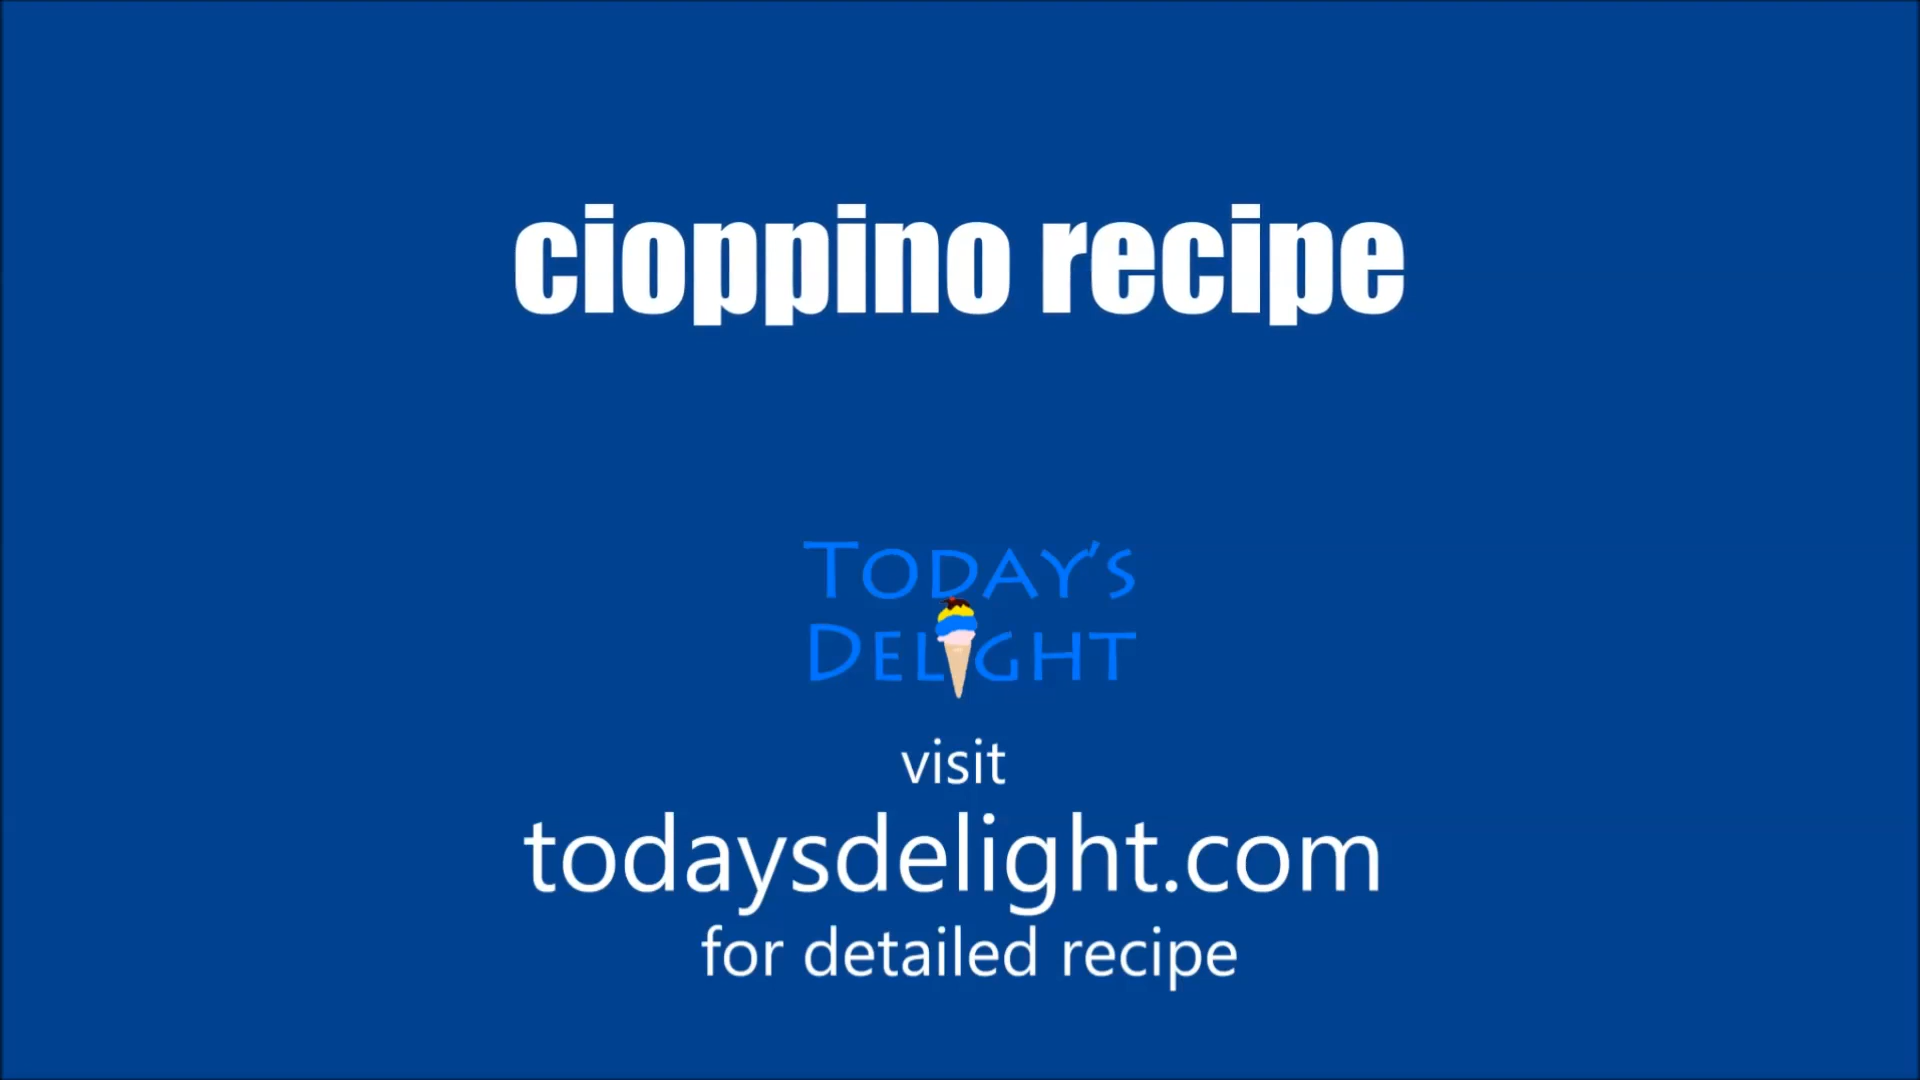 cioppino recipe
TODAY'S
DELIGHT
visit
todaysdelight.com
for detailed recipe